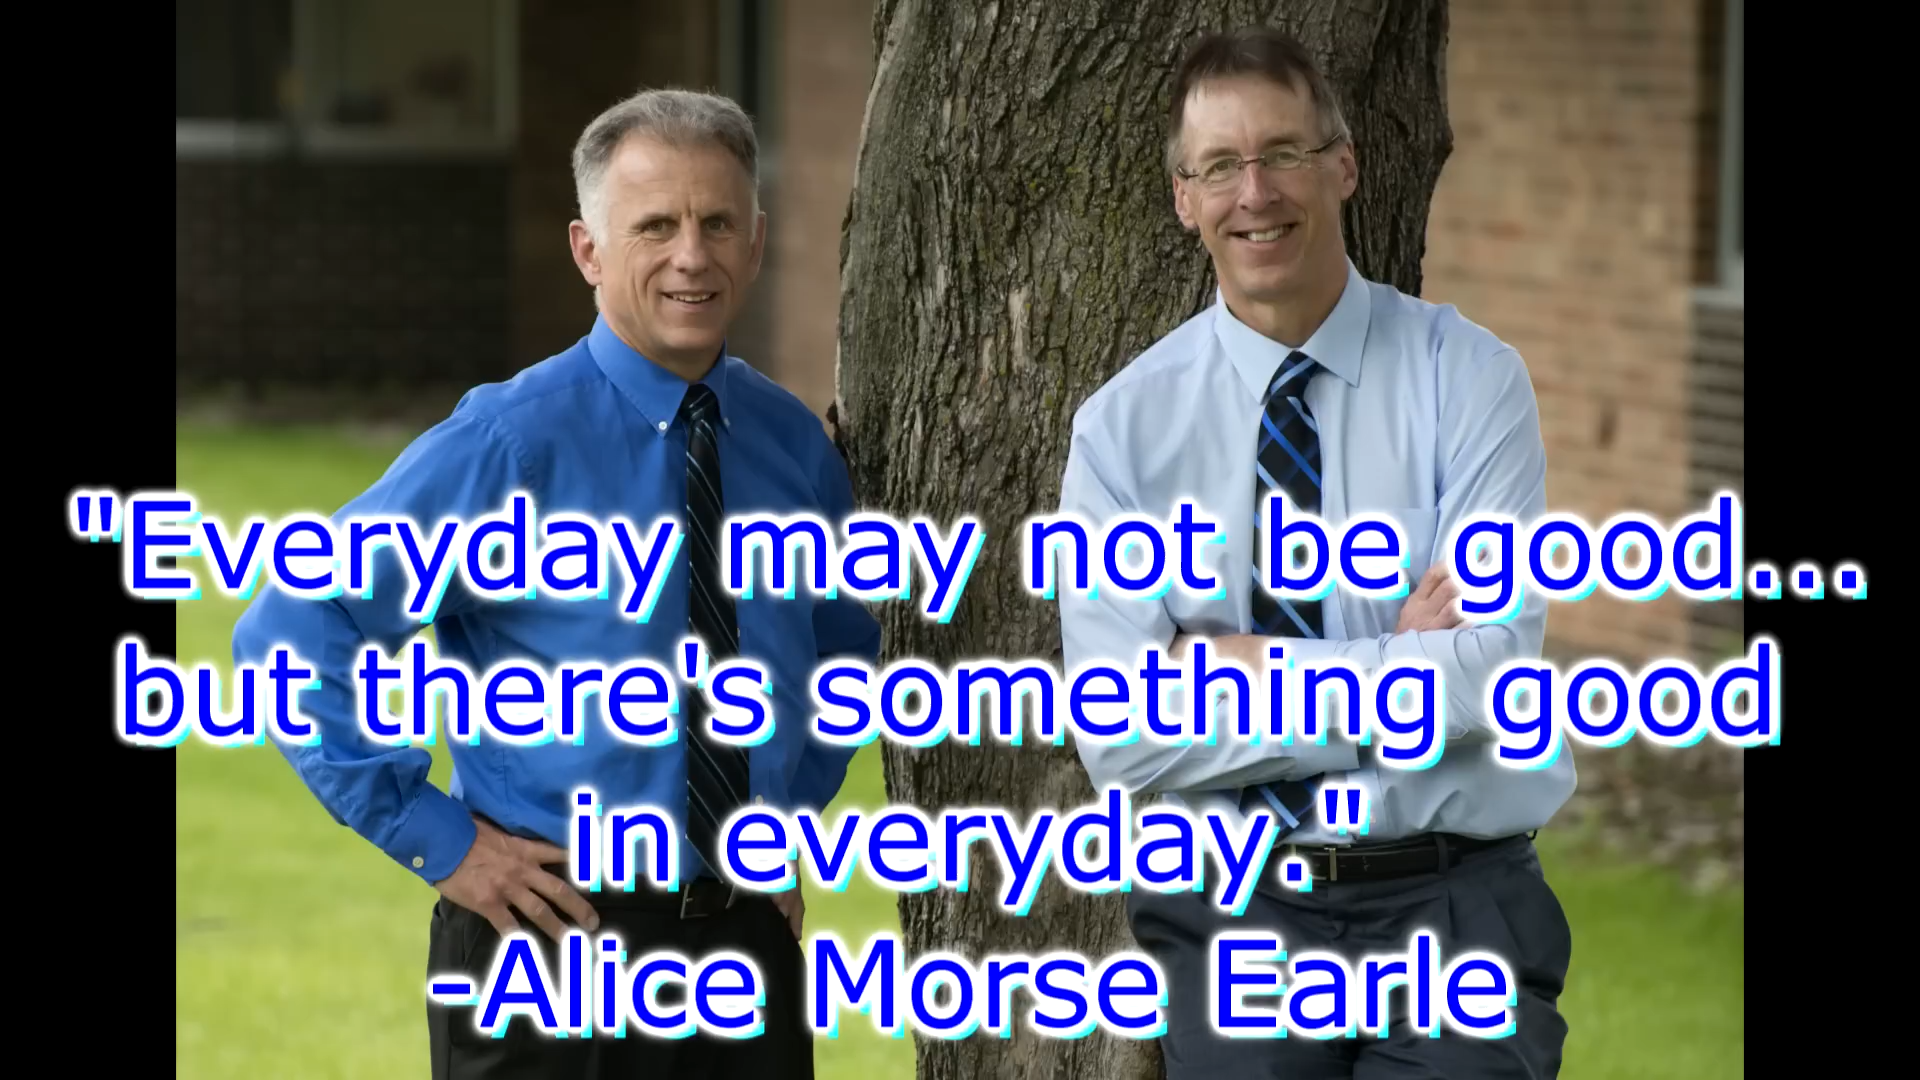 "Everyday may not be good...
but there's something good
in everyday."
-Alice Morse Earle